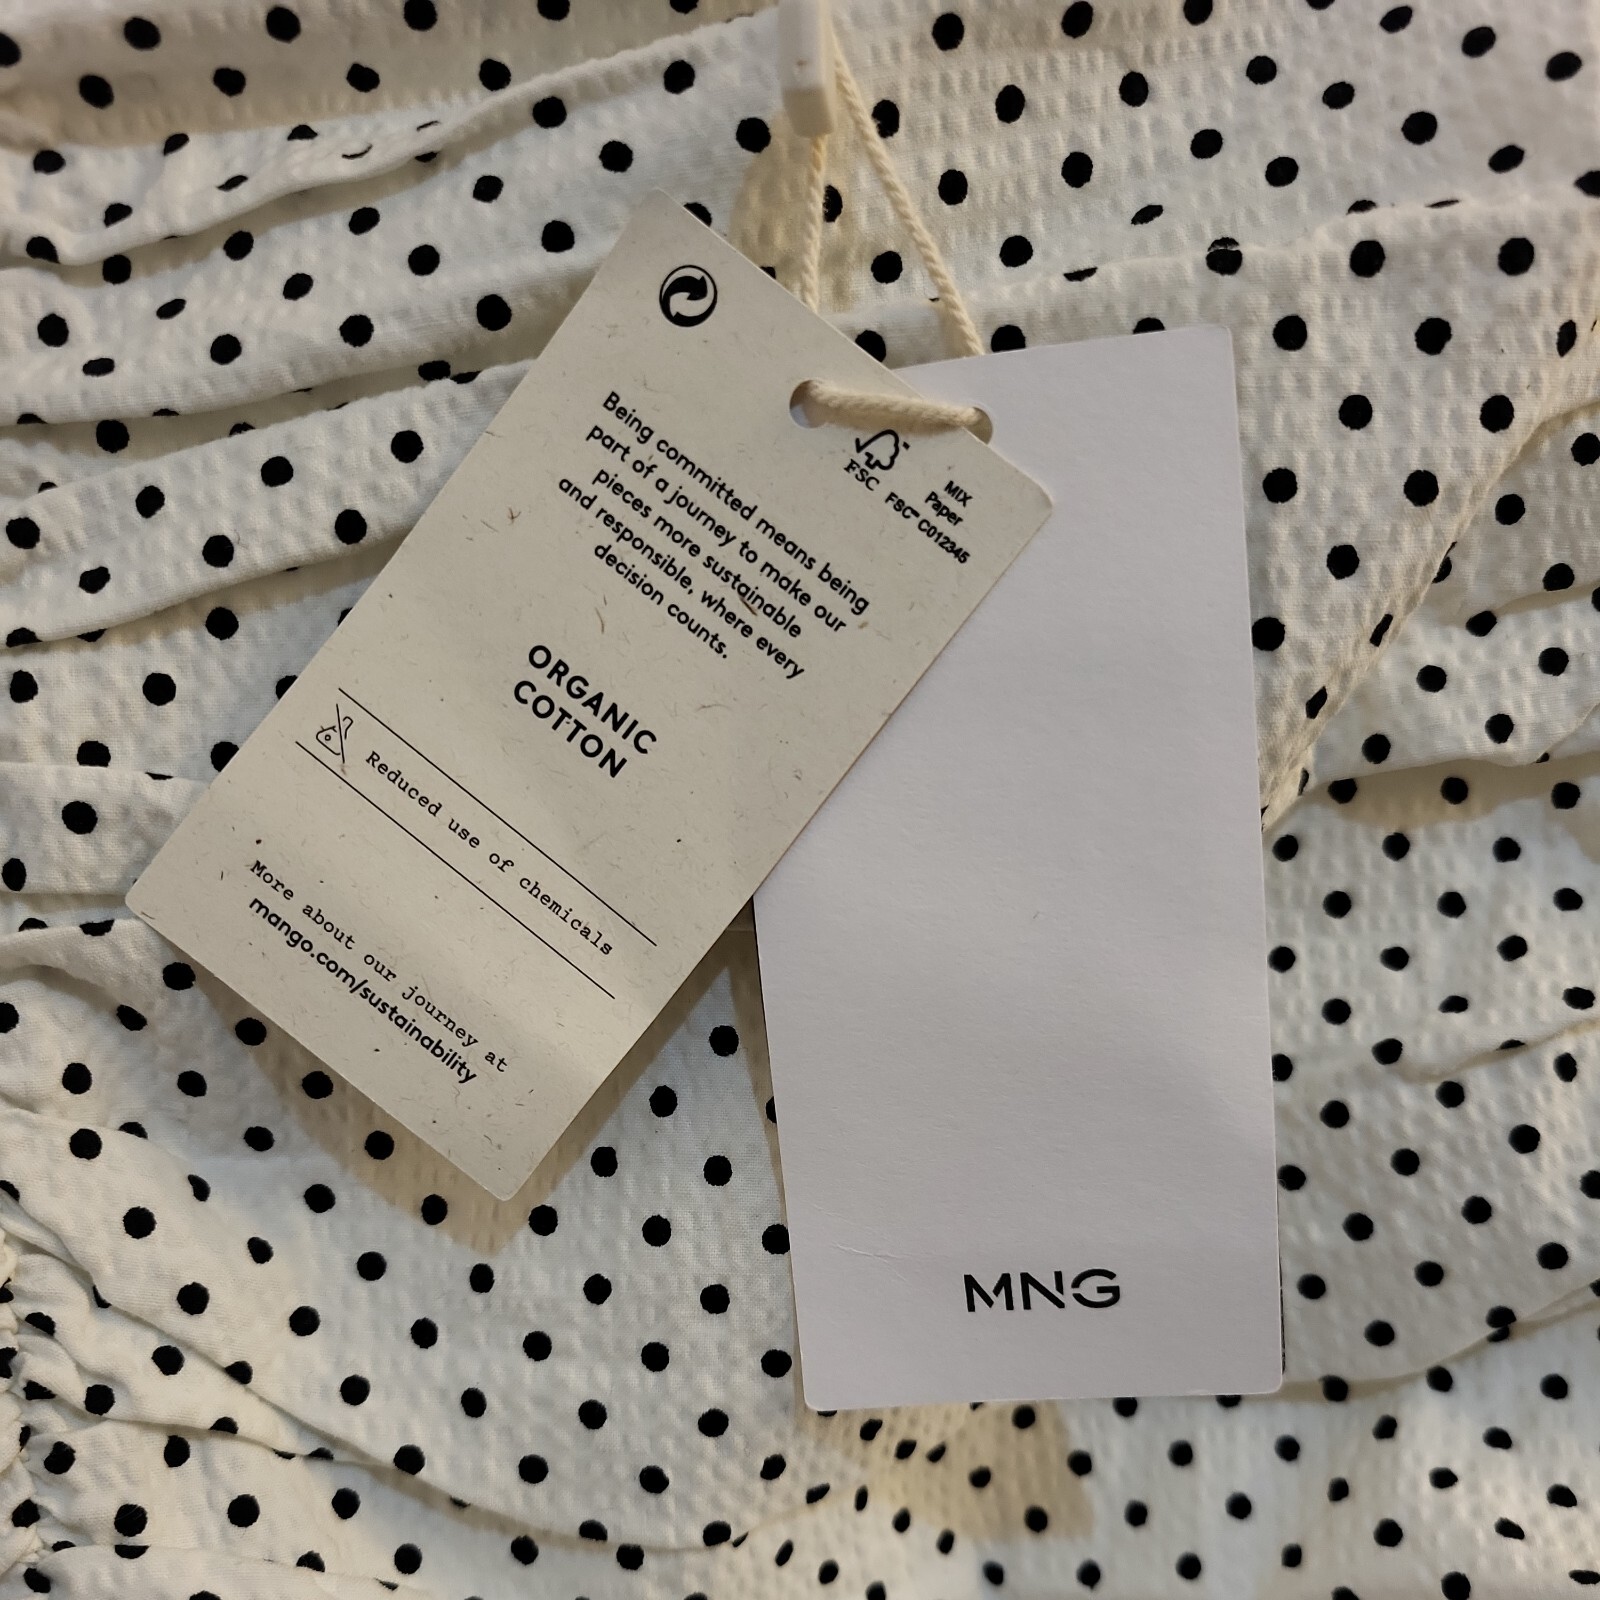 Being committed means being
part of a journey to make our
pieces more sustainable
and responsible, where every
decision counts.
FSC
MIX
Paper
FSC™ C012345
ORGANIC
COTTON
Reduced use of chemicals
More about our journey at
mango.com/sustainability
MNG